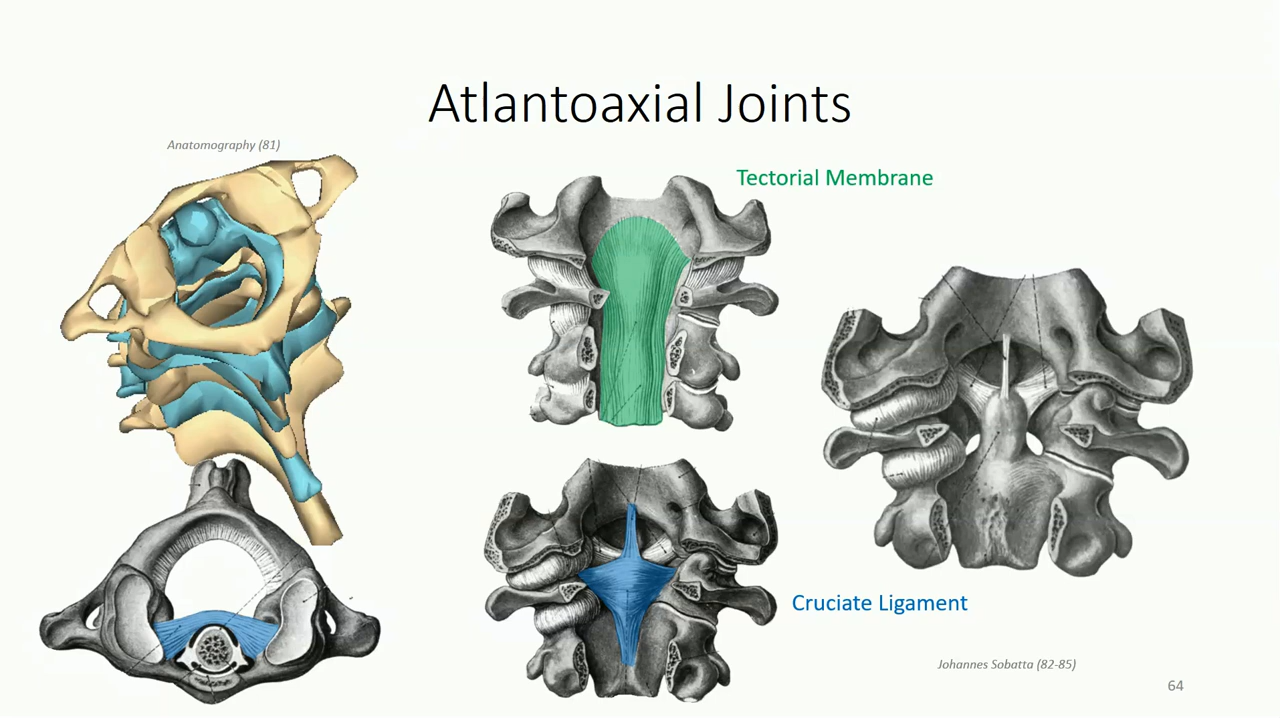 Atlantoaxial Joints
Anatomography (81)
Tectorial Membrane
Cruciate Ligament
Johannes Sobatta (82-85)
64